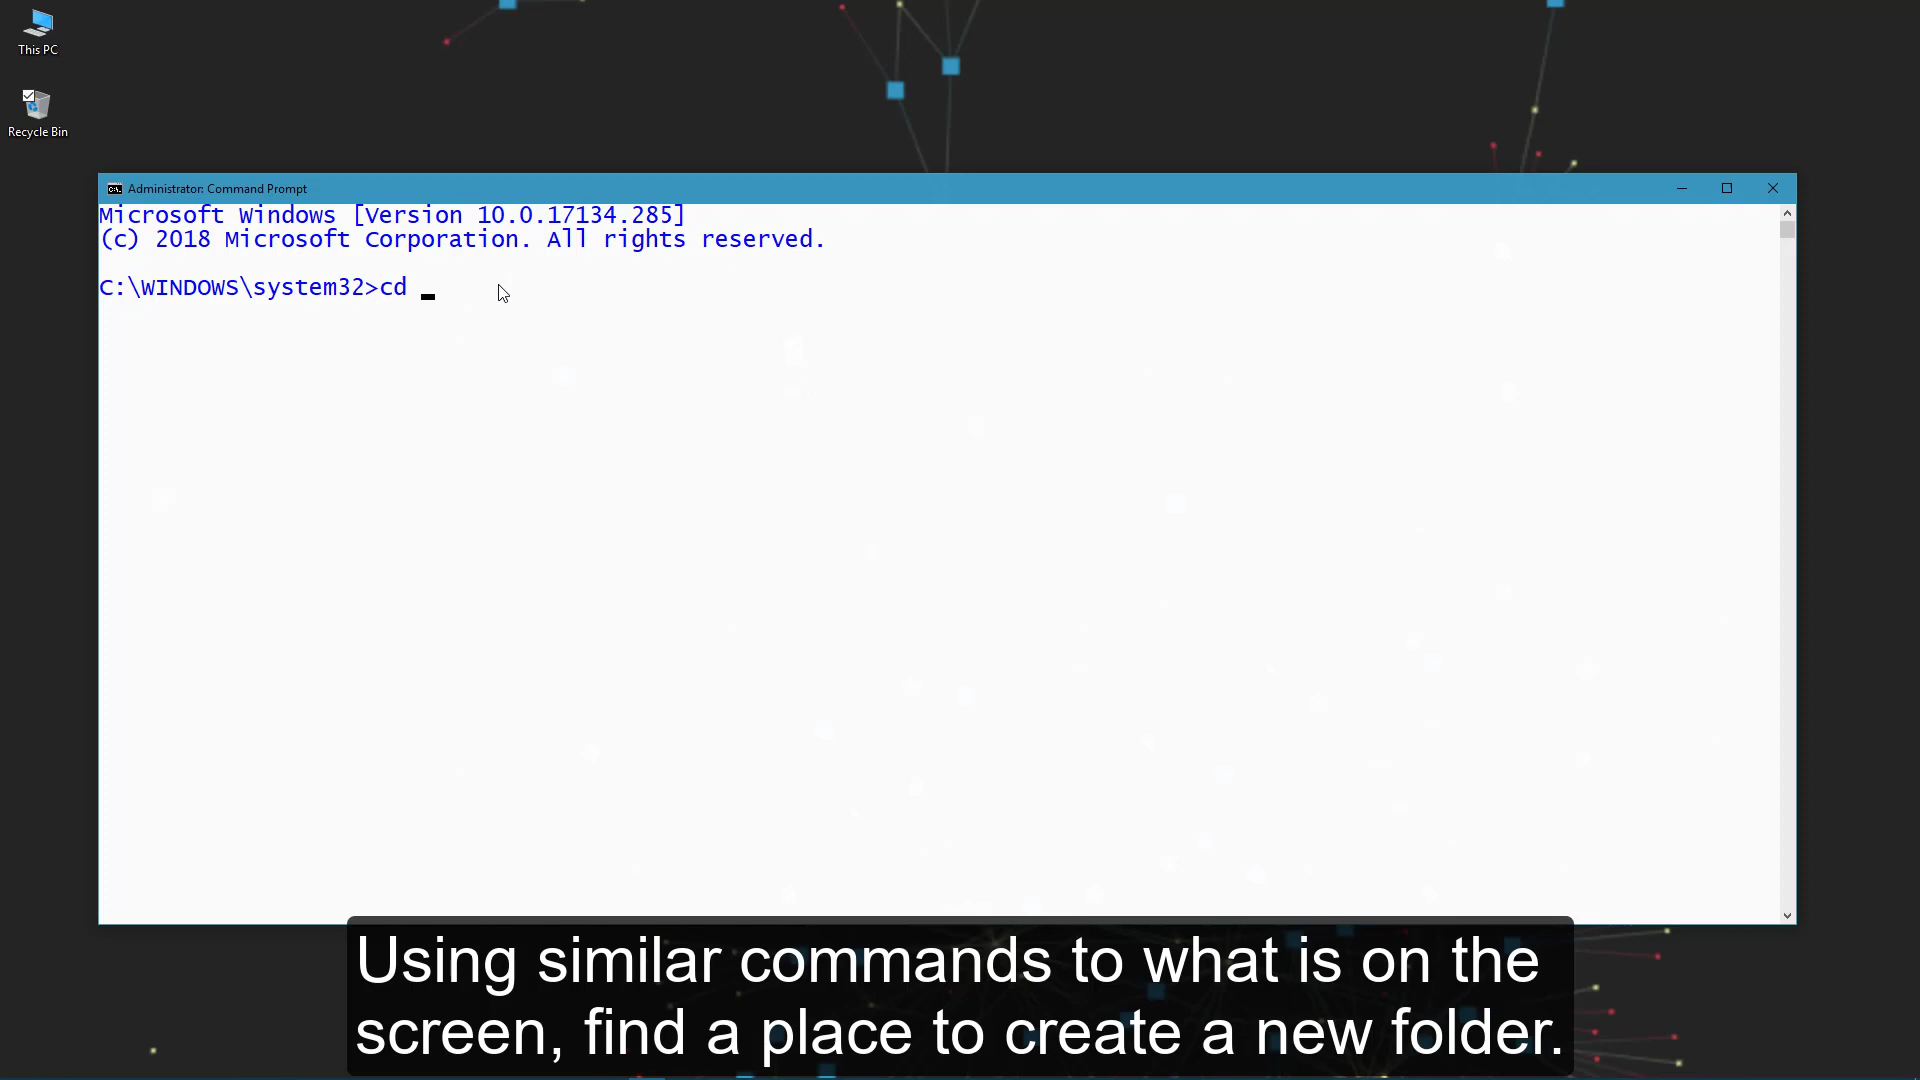 This PC
Recycle Bin
Administrator: Command Prompt
Microsoft Windows [Version 10.0.17134.285]
(c) 2018 Microsoft Corporation. All rights reserved.
C:\WINDOWS\system32>cd
Using similar commands to what is on the
screen, find a place to create a new folder.